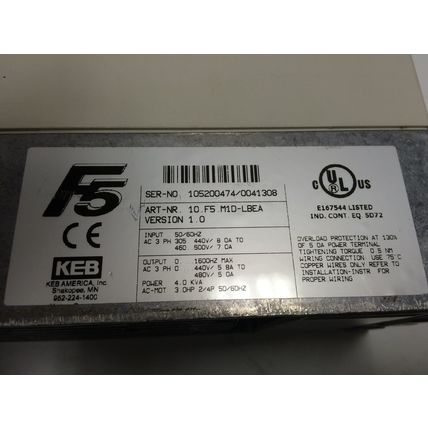 F5
CE
KEB
KEB AMERICA, Inc.
Shakopee, MN
952-224-1400
SER-NO. 105200474/0041308
ART-NR. 10.F5.M1D-LBEA
VERSION 1.0
INPUT 50/60HZ
AC 3 PH 305 440V/ 8.0A TO
460 500V/ 7.0A
OUTPUT 0 1600HZ MAX
AC 3 PH 0 440V/ 5.8A TO
480V/ 5.0A
POWER 4.0 KVA
AC-MOT 3.0HP 2/4P 50/60HZ
C UL US
E167544 LISTED
IND. CONT. EQ. 5D72
OVERLOAD PROTECTION AT 130%
OF 5.0A POWER TERMINAL
TIGHTENING TORQUE 0.5 NM
WIRING CONNECTION USE 75°C
COPPER WIRES ONLY REFER TO
INSTALLATION-INSTR FOR
PROPER WIRING